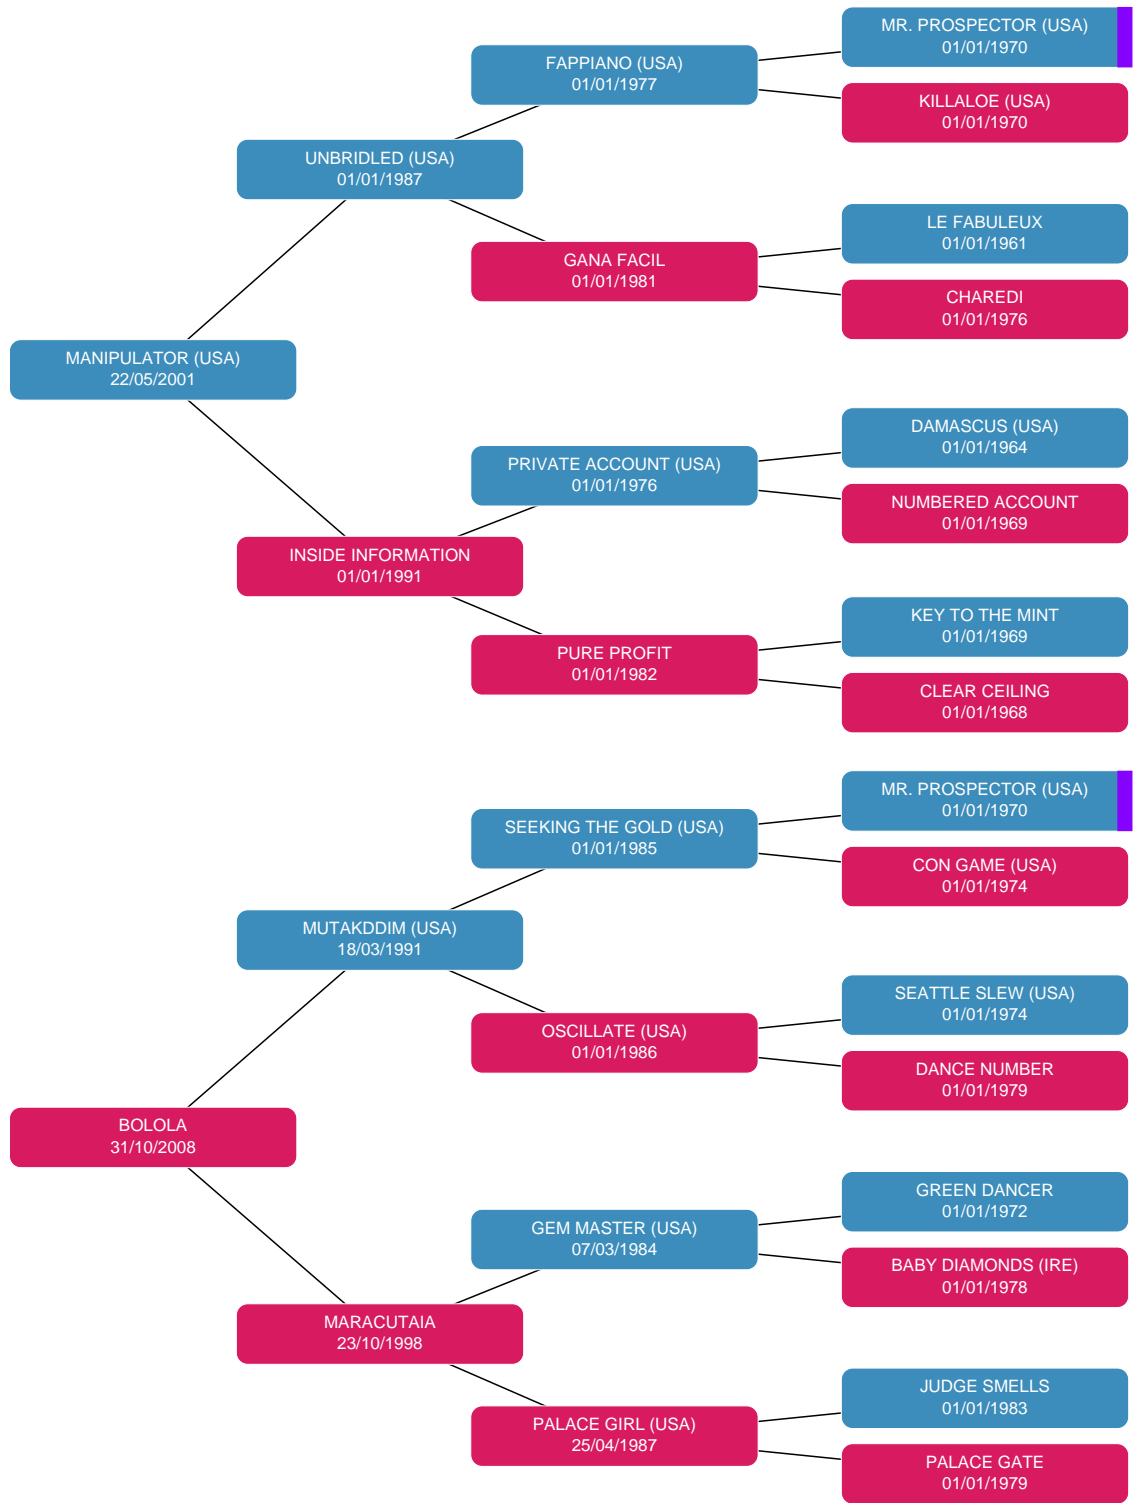 MR. PROSPECTOR (USA)
01/01/1970
FAPPIANO (USA)
01/01/1977
KILLALOE (USA)
01/01/1970
UNBRIDLED (USA)
01/01/1987
LE FABULEUX
01/01/1961
GANA FACIL
01/01/1981
CHAREDI
01/01/1976
MANIPULATOR (USA)
22/05/2001
DAMASCUS (USA)
01/01/1964
PRIVATE ACCOUNT (USA)
01/01/1976
NUMBERED ACCOUNT
01/01/1969
INSIDE INFORMATION
01/01/1991
KEY TO THE MINT
01/01/1969
PURE PROFIT
01/01/1982
CLEAR CEILING
01/01/1968
MR. PROSPECTOR (USA)
01/01/1970
SEEKING THE GOLD (USA)
01/01/1985
CON GAME (USA)
01/01/1974
MUTAKDDIM (USA)
18/03/1991
SEATTLE SLEW (USA)
01/01/1974
OSCILLATE (USA)
01/01/1986
DANCE NUMBER
01/01/1979
BOLOLA
31/10/2008
GREEN DANCER
01/01/1972
GEM MASTER (USA)
07/03/1984
BABY DIAMONDS (IRE)
01/01/1978
MARACUTAIA
23/10/1998
JUDGE SMELLS
01/01/1983
PALACE GIRL (USA)
25/04/1987
PALACE GATE
01/01/1979